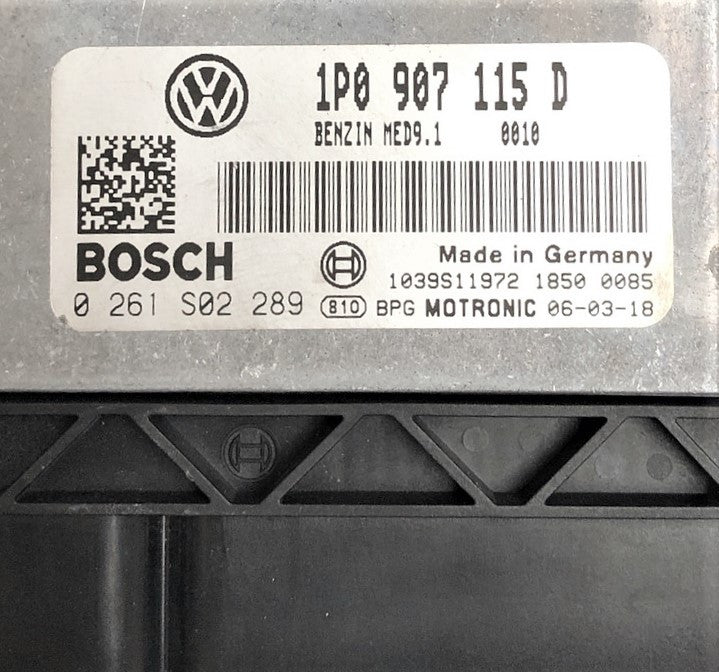 1P0 907 115 D
BENZIN MED9.1 0010
BOSCH
Made in Germany
1039S11972 1850 0085
0 261 S02 289 810 BPG MOTRONIC 06-03-18